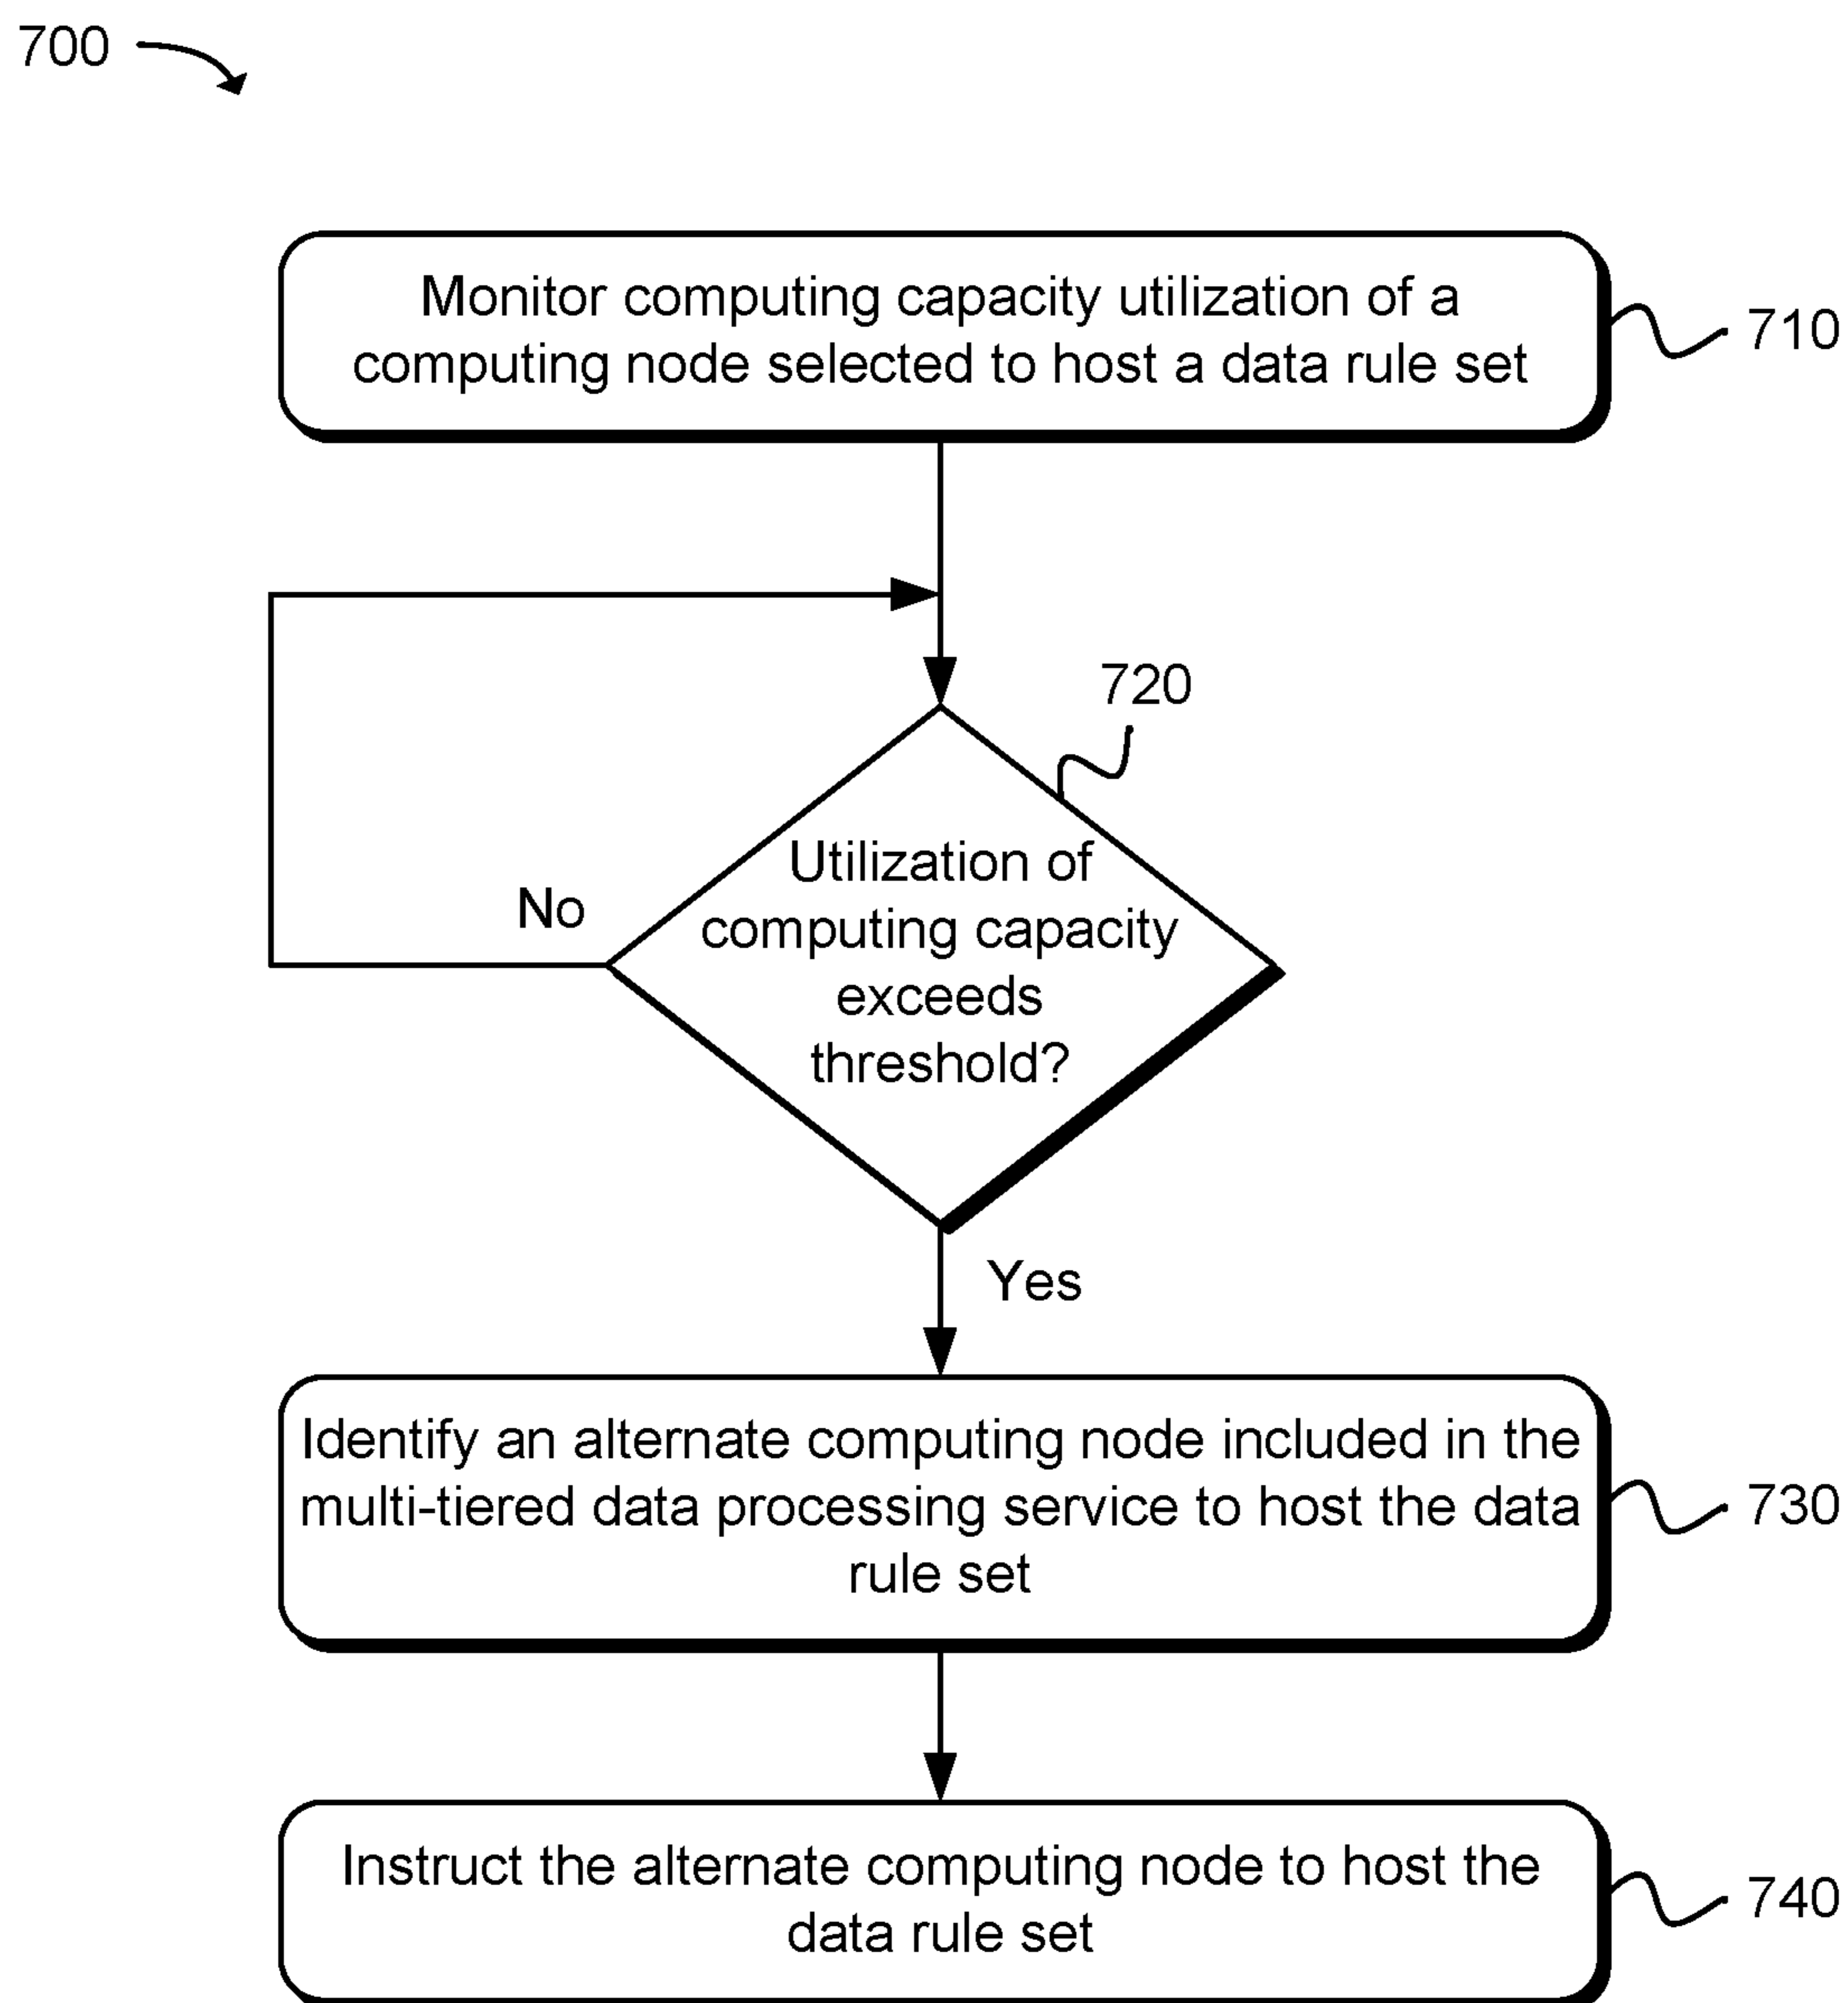 700
Monitor computing capacity utilization of a
computing node selected to host a data rule set
710
720
Utilization of
computing capacity
exceeds
threshold?
No
Yes
Identify an alternate computing node included in the
multi-tiered data processing service to host the data
rule set
730
Instruct the alternate computing node to host the
data rule set
740